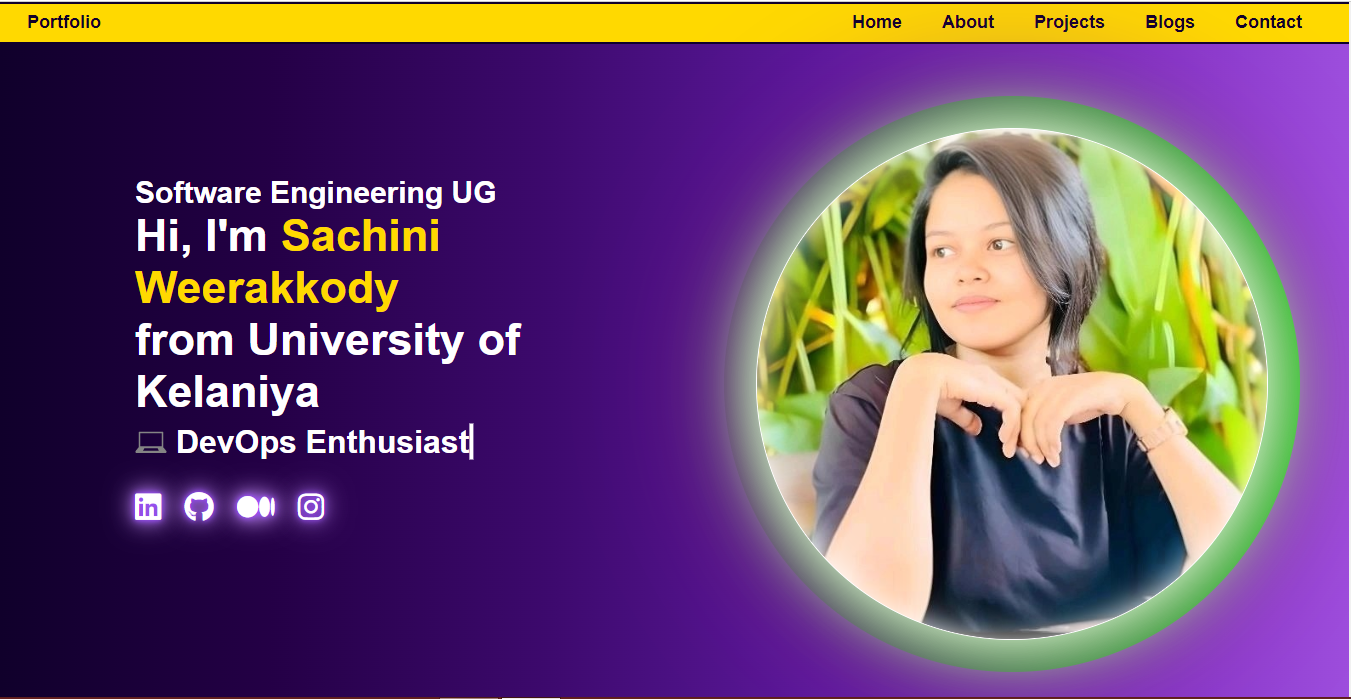 Portfolio
Home About Projects Blogs Contact
Software Engineering UG
Hi, I'm Sachini
Weerakkody
from University of
Kelaniya
DevOps Enthusiast